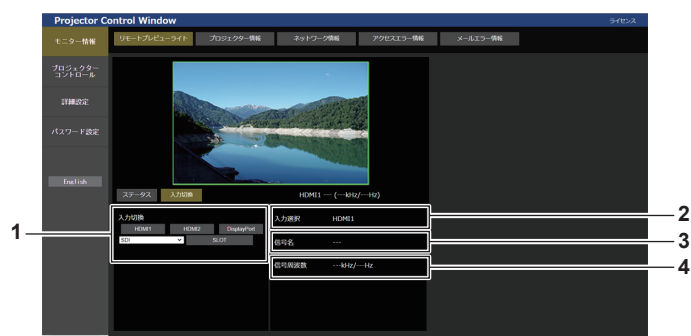 Projector Control Window
ライセンス
モニター情報
リモートプレビューライト
プロジェクター情報
ネットワーク情報
アクセスエラー情報
メールエラー情報
プロジェクター
コントロール
詳細設定
パスワード設定
English
ステータス
入力切換
HDMI1 --- (---kHz/---Hz)
入力切換
HDMI1
HDMI2
DisplayPort
SDI
SLOT
入力選択 HDMI1
信号名 ---
信号周波数 ---kHz/---Hz
1
2
3
4